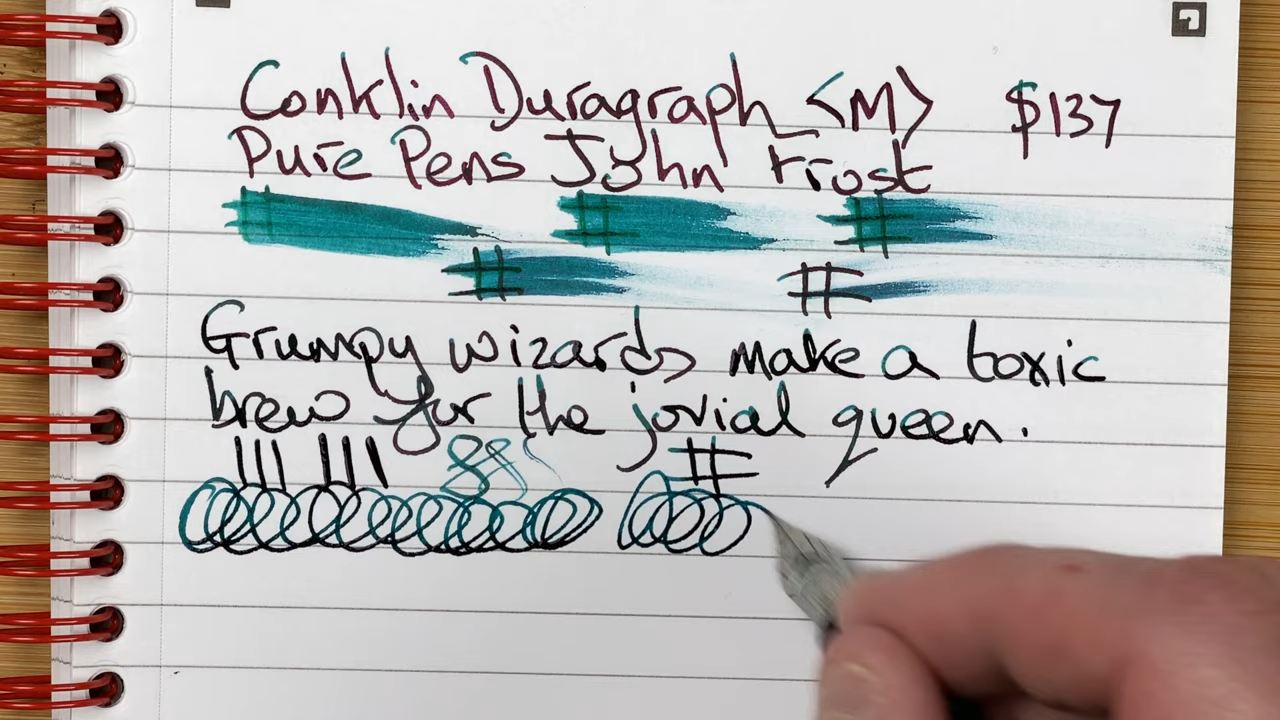 Conklin Duragraph <M> $137
Pure Pens John Frost
# # #
# #
Grumpy wizards make a toxic
brew for the jovial queen.
#